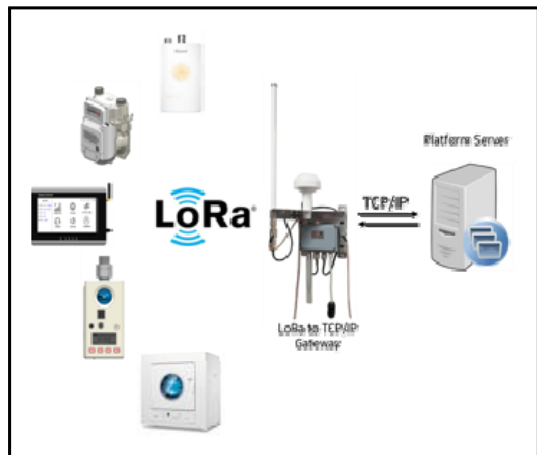 Platform Server
LoRa®
TCP/IP
LoRa to TCP/IP
Gateway